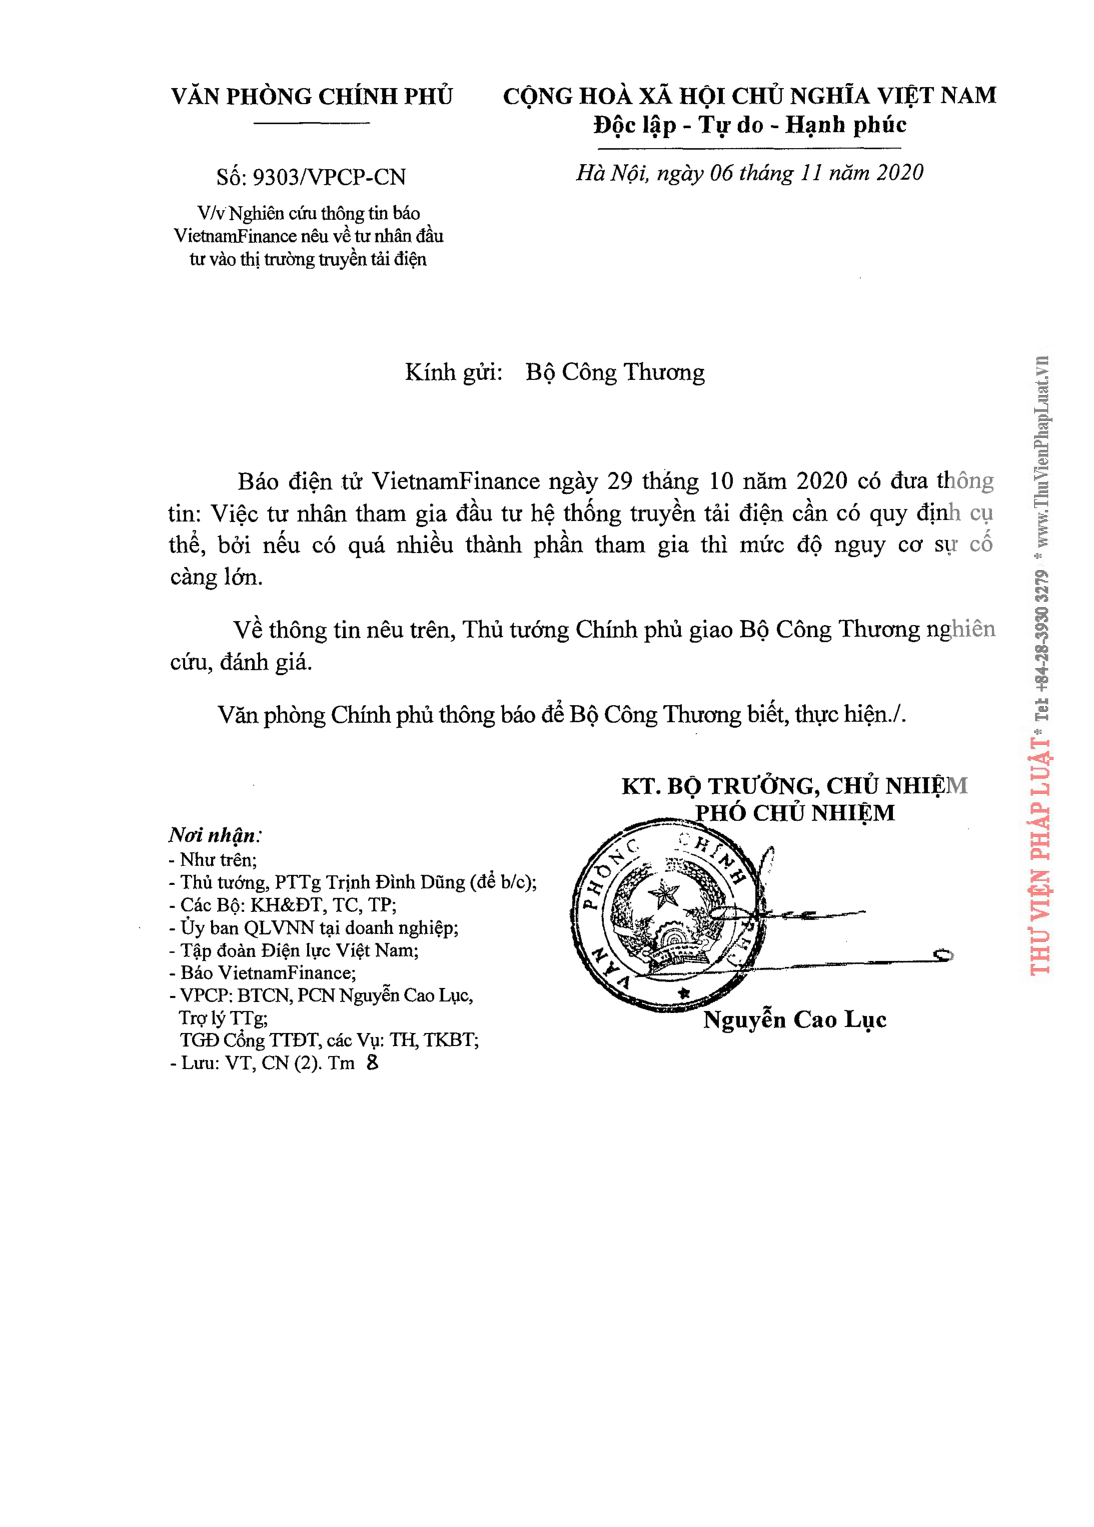 VĂN PHÒNG CHÍNH PHỦ
CỘNG HOÀ XÃ HỘI CHỦ NGHĨA VIỆT NAM
Độc lập - Tự do - Hạnh phúc
Số: 9303/VPCP-CN
Hà Nội, ngày 06 tháng 11 năm 2020
V/v Nghiên cứu thông tin báo
VietnamFinance nêu về tư nhân đầu
tư vào thị trường truyền tải điện
Kính gửi: Bộ Công Thương
Báo điện tử VietnamFinance ngày 29 tháng 10 năm 2020 có đưa thông
tin: Việc tư nhân tham gia đầu tư hệ thống truyền tải điện cần có quy định cụ
thể, bởi nếu có quá nhiều thành phần tham gia thì mức độ nguy cơ sự cố
càng lớn.
Về thông tin nêu trên, Thủ tướng Chính phủ giao Bộ Công Thương nghiên
cứu, đánh giá.
Văn phòng Chính phủ thông báo để Bộ Công Thương biết, thực hiện./.
KT. BỘ TRƯỞNG, CHỦ NHIỆM
PHÓ CHỦ NHIỆM
VĂN PHÒNG CHÍNH PHỦ
Nguyễn Cao Lục
Nơi nhận:
- Như trên;
- Thủ tướng, PTTg Trịnh Đình Dũng (để b/c);
- Các Bộ: KH&ĐT, TC, TP;
- Ủy ban QLVNN tại doanh nghiệp;
- Tập đoàn Điện lực Việt Nam;
- Báo VietnamFinance;
- VPCP: BTCN, PCN Nguyễn Cao Lục,
Trợ lý TTg;
TGĐ Cổng TTĐT, các Vụ: TH, TKBT;
- Lưu: VT, CN (2). Tm 8
THƯ VIỆN PHÁP LUẬT * Tel: +84-28-3930 3279 * www.ThuVienPhapLuat.vn